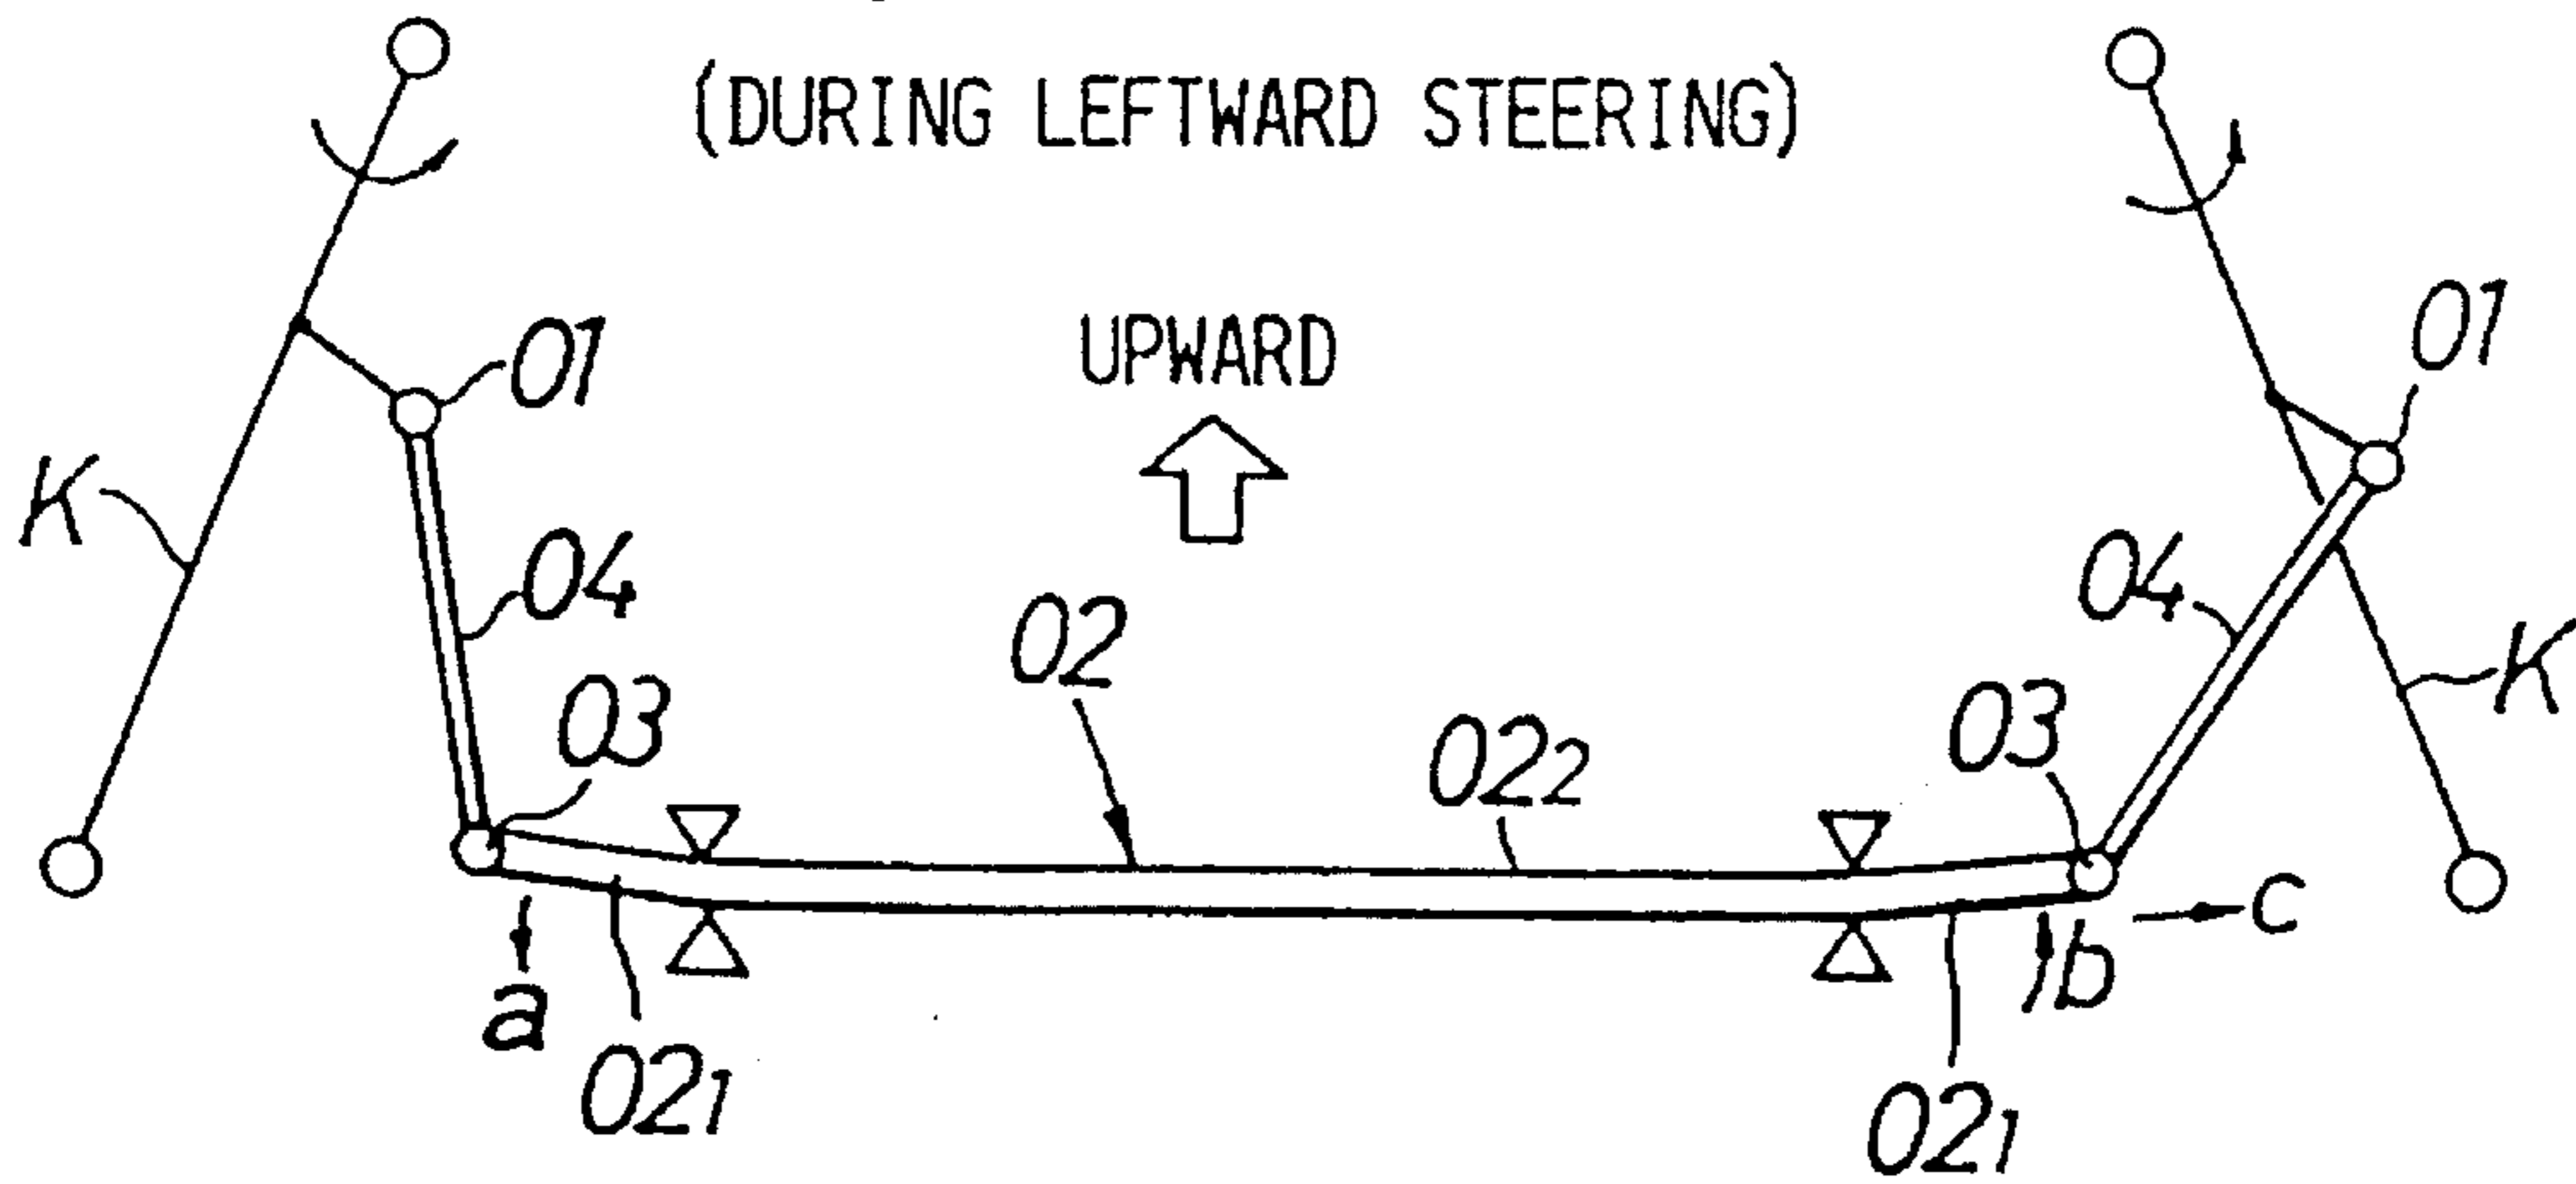 (DURING LEFTWARD STEERING)
UPWARD
01
01
K
04
04
02
03
02₂
03
K
a
b
c
02₁
02₁